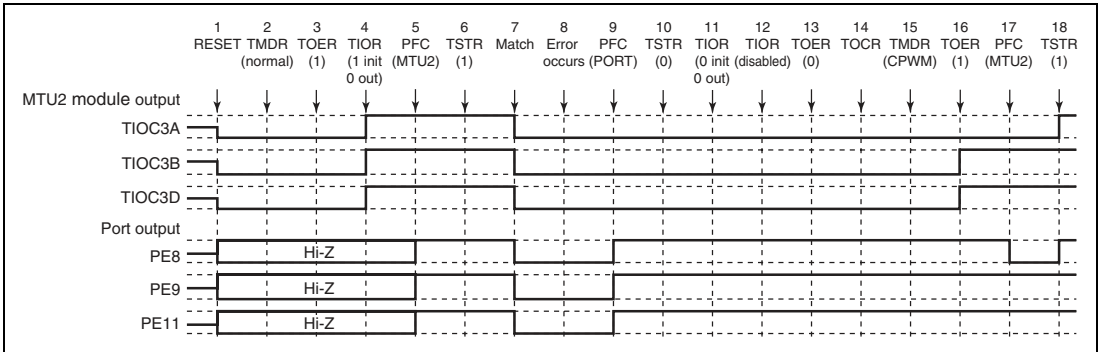 1 2 3 4 5 6 7 8 9 10 11 12 13 14 15 16 17 18
RESET TMDR TOER TIOR PFC TSTR Match Error PFC TSTR TIOR TIOR TOER TOCR TMDR TOER PFC TSTR
(normal) (1) (1 init (MTU2) (1) occurs (PORT) (0) (0 init (disabled) (0) (CPWM) (1) (MTU2) (1)
0 out) 0 out)
MTU2 module output
TIOC3A
TIOC3B
TIOC3D
Port output
PE8 Hi-Z
PE9 Hi-Z
PE11 Hi-Z